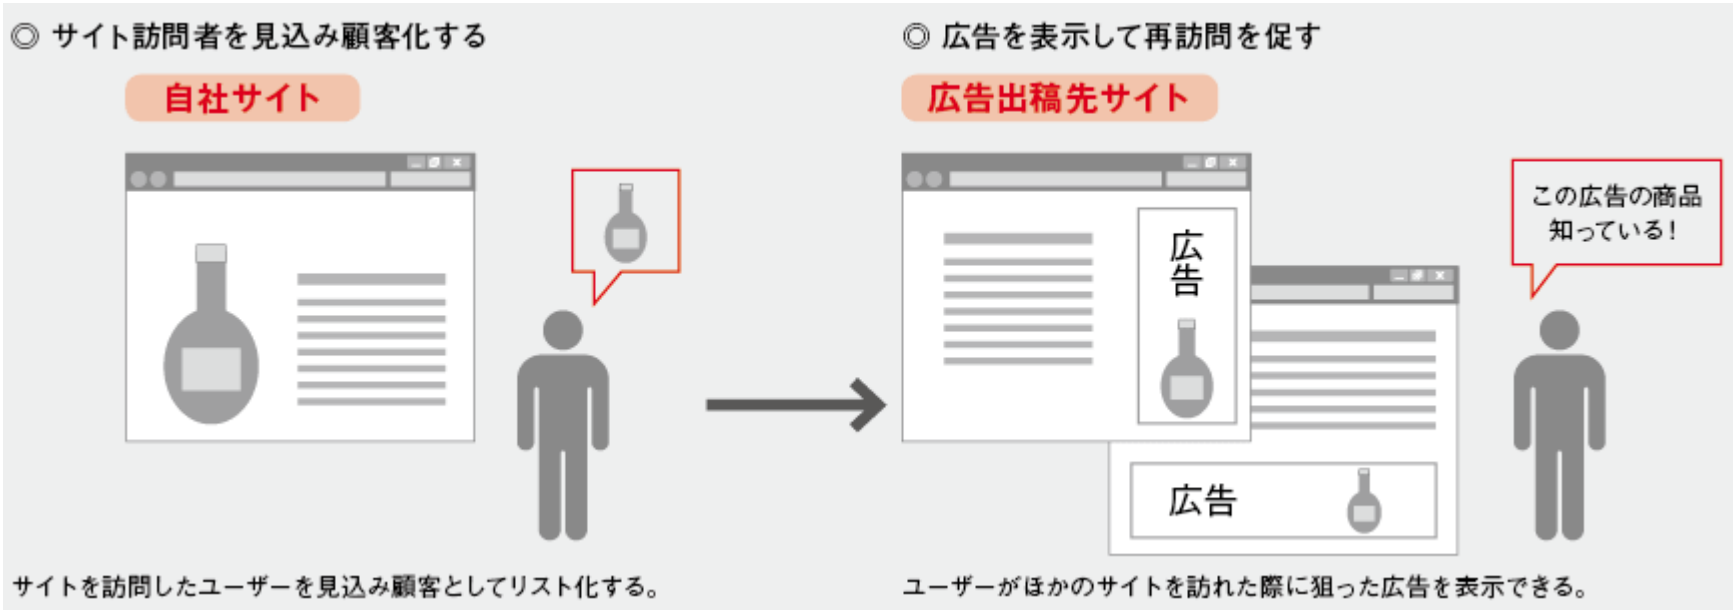 ◎ サイト訪問者を見込み顧客化する
自社サイト
サイトを訪問したユーザーを見込み顧客としてリスト化する。
◎ 広告を表示して再訪問を促す
広告出稿先サイト
広告
広告
この広告の商品
知っている！
ユーザーがほかのサイトを訪れた際に狙った広告を表示できる。